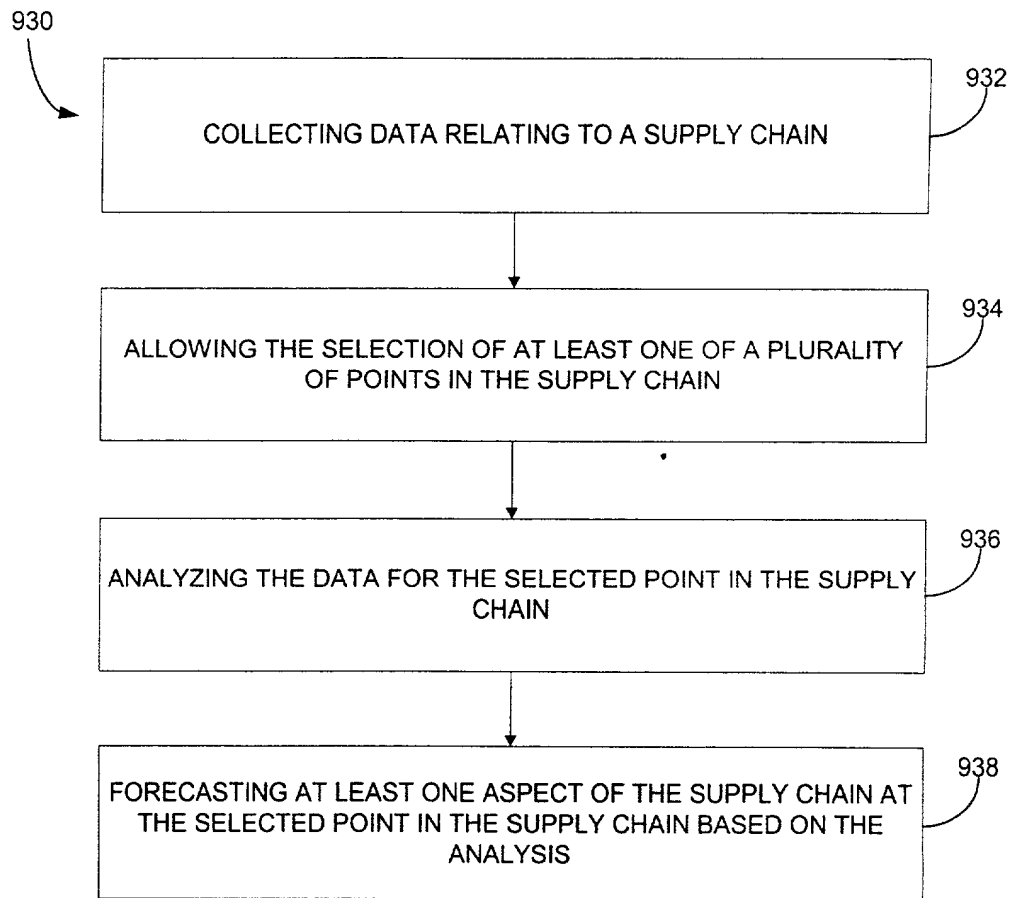 930
932
COLLECTING DATA RELATING TO A SUPPLY CHAIN
934
ALLOWING THE SELECTION OF AT LEAST ONE OF A PLURALITY
OF POINTS IN THE SUPPLY CHAIN
936
ANALYZING THE DATA FOR THE SELECTED POINT IN THE SUPPLY
CHAIN
938
FORECASTING AT LEAST ONE ASPECT OF THE SUPPLY CHAIN AT
THE SELECTED POINT IN THE SUPPLY CHAIN BASED ON THE
ANALYSIS